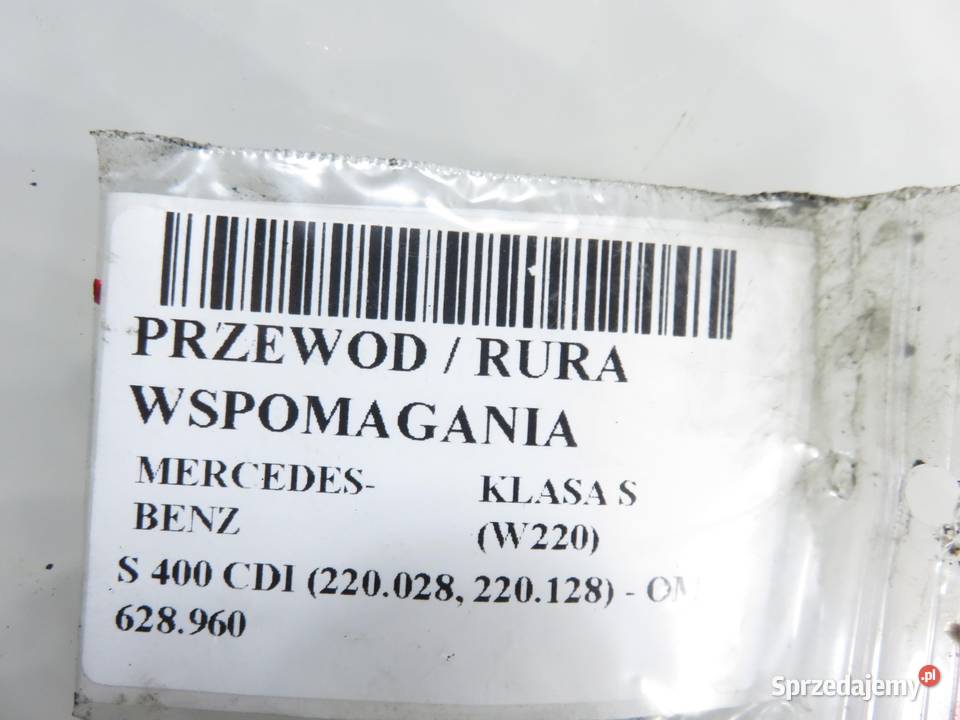 PRZEWOD / RURA
WSPOMAGANIA
MERCEDES-
BENZ
KLASA S
(W220)
S 400 CDI (220.028, 220.128) - OM
628.960
Sprzedajemy.pl